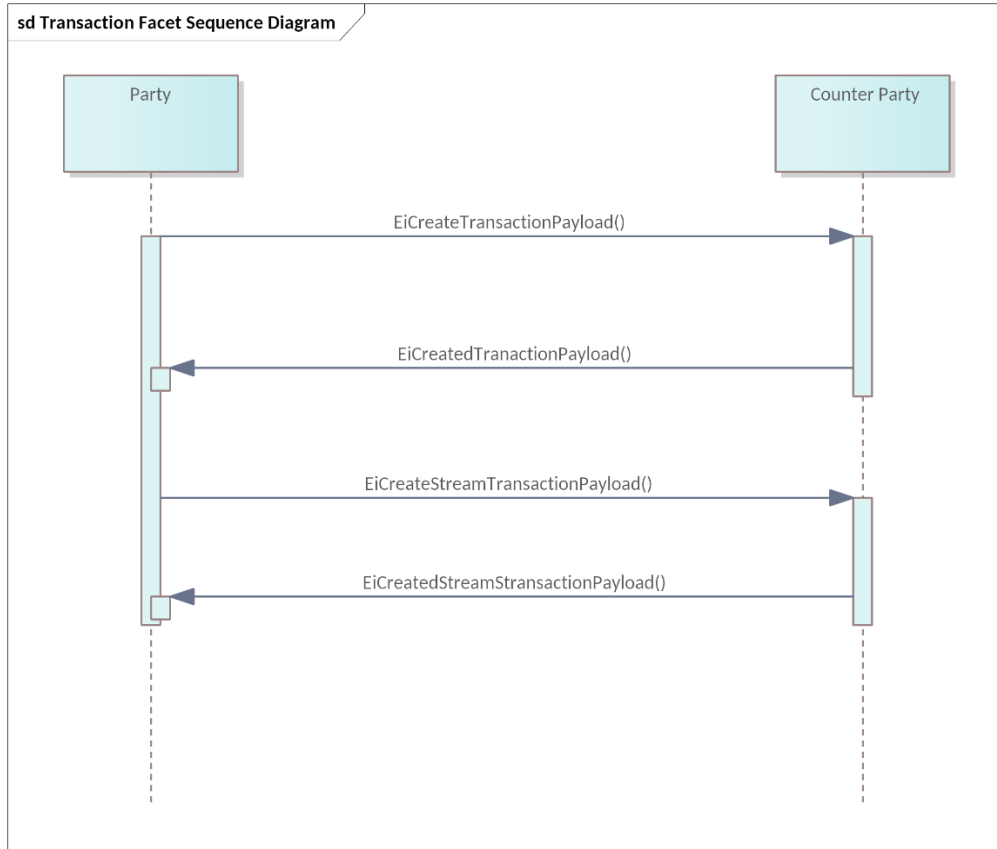 sd Transaction Facet Sequence Diagram
Party
Counter Party
EiCreateTransactionPayload()
EiCreatedTranactionPayload()
EiCreateStreamTransactionPayload()
EiCreatedStreamStransactionPayload()